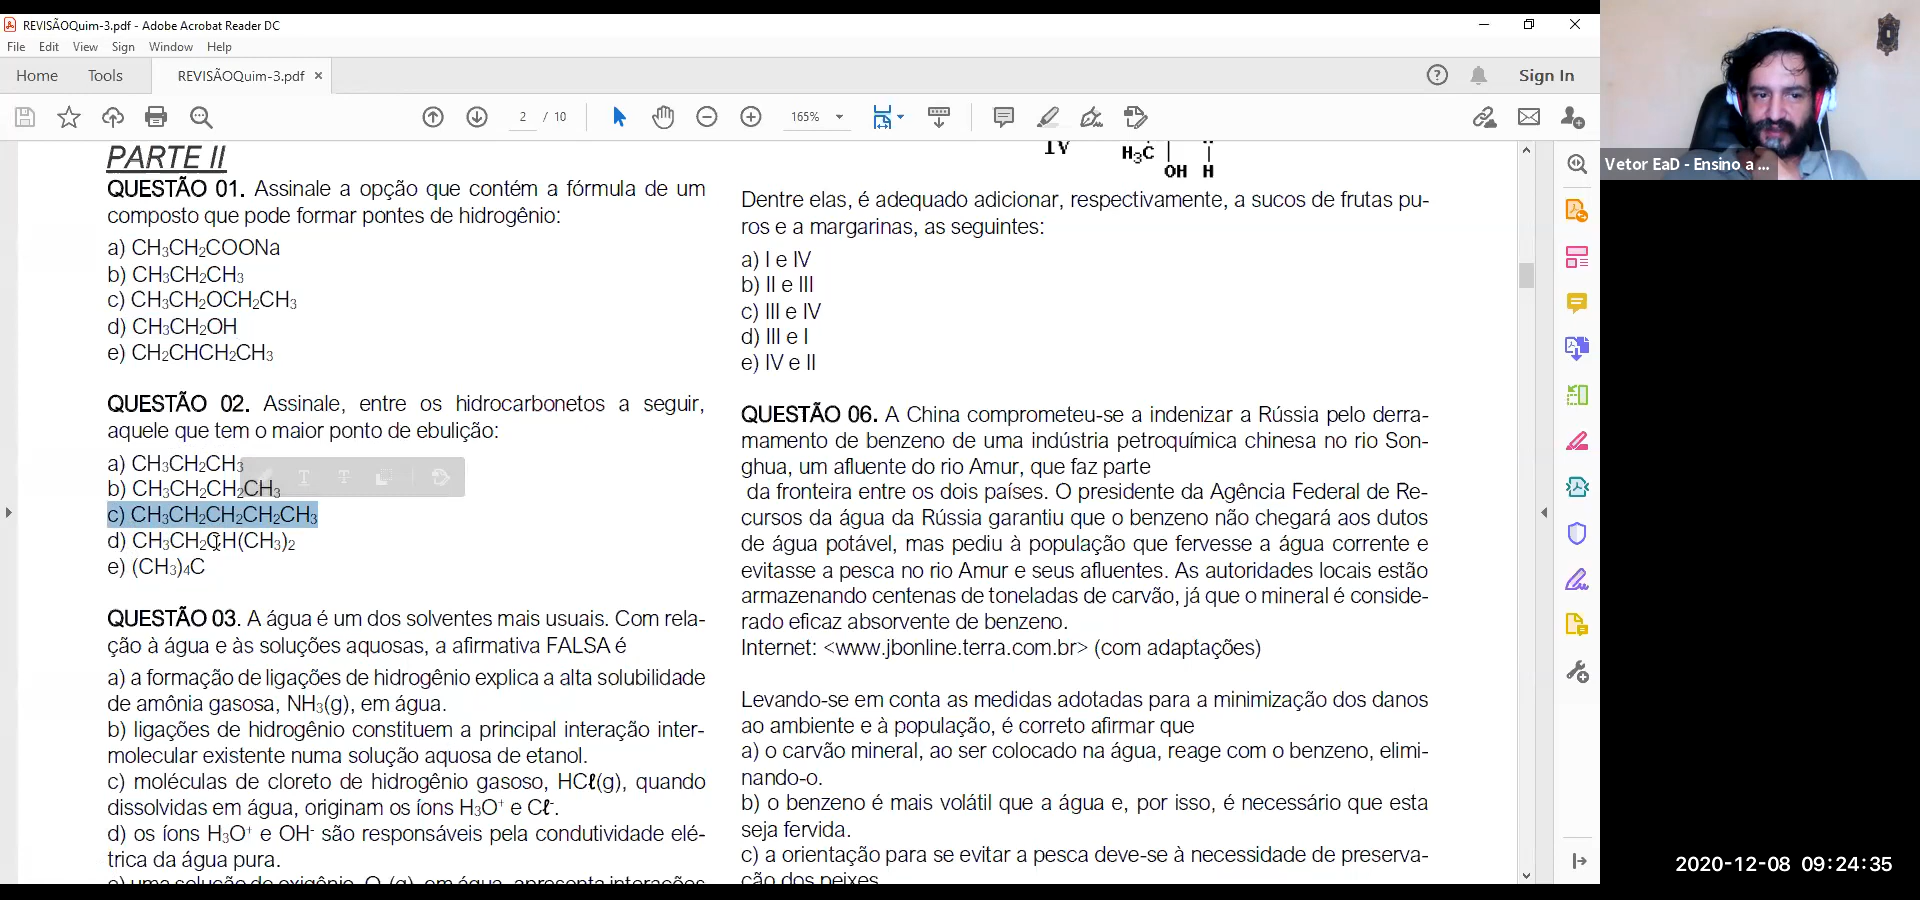 REVISÃOQuim-3.pdf - Adobe Acrobat Reader DC
File Edit View Sign Window Help
Home Tools REVISÃOQuim-3.pdf × Sign In
2 / 10 165%
PARTE II
QUESTÃO 01. Assinale a opção que contém a fórmula de um
composto que pode formar pontes de hidrogênio:
a) CH₃CH₂COONa
b) CH₃CH₂CH₃
c) CH₃CH₂OCH₂CH₃
d) CH₃CH₂OH
e) CH₂CHCH₂CH₃
QUESTÃO 02. Assinale, entre os hidrocarbonetos a seguir,
aquele que tem o maior ponto de ebulição:
a) CH₃CH₂CH₃
b) CH₃CH₂CH₂CH₃
c) CH₃CH₂CH₂CH₂CH₃
d) CH₃CH₂CH(CH₃)₂
e) (CH₃)₄C
QUESTÃO 03. A água é um dos solventes mais usuais. Com rela-
ção à água e às soluções aquosas, a afirmativa FALSA é
a) a formação de ligações de hidrogênio explica a alta solubilidade
de amônia gasosa, NH₃(g), em água.
b) ligações de hidrogênio constituem a principal interação inter-
molecular existente numa solução aquosa de etanol.
c) moléculas de cloreto de hidrogênio gasoso, HCℓ(g), quando
dissolvidas em água, originam os íons H₃O⁺ e Cℓ⁻.
d) os íons H₃O⁺ e OH⁻ são responsáveis pela condutividade elé-
trica da água pura.
e) uma solução de oxigênio, O₂(g), em água, apresenta interações
IV
H₃C
OH H
Dentre elas, é adequado adicionar, respectivamente, a sucos de frutas pu-
ros e a margarinas, as seguintes:
a) I e IV
b) II e III
c) III e IV
d) III e I
e) IV e II
QUESTÃO 06. A China comprometeu-se a indenizar a Rússia pelo derra-
mamento de benzeno de uma indústria petroquímica chinesa no rio Son-
ghua, um afluente do rio Amur, que faz parte
da fronteira entre os dois países. O presidente da Agência Federal de Re-
cursos da água da Rússia garantiu que o benzeno não chegará aos dutos
de água potável, mas pediu à população que fervesse a água corrente e
evitasse a pesca no rio Amur e seus afluentes. As autoridades locais estão
armazenando centenas de toneladas de carvão, já que o mineral é conside-
rado eficaz absorvente de benzeno.
Internet: <www.jbonline.terra.com.br> (com adaptações)
Levando-se em conta as medidas adotadas para a minimização dos danos
ao ambiente e à população, é correto afirmar que
a) o carvão mineral, ao ser colocado na água, reage com o benzeno, elimi-
nando-o.
b) o benzeno é mais volátil que a água e, por isso, é necessário que esta
seja fervida.
c) a orientação para se evitar a pesca deve-se à necessidade de preserva-
ção dos peixes
Vetor EaD - Ensino a ...
2020-12-08 09:24:35